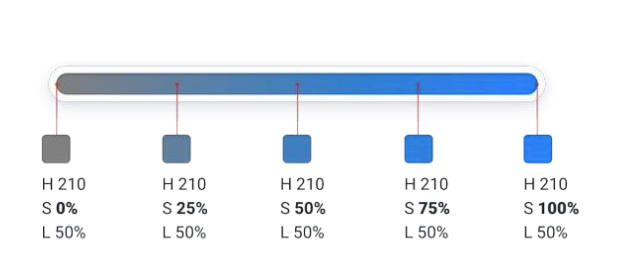 H 210 H 210 H 210 H 210 H 210
S 0% S 25% S 50% S 75% S 100%
L 50% L 50% L 50% L 50% L 50%